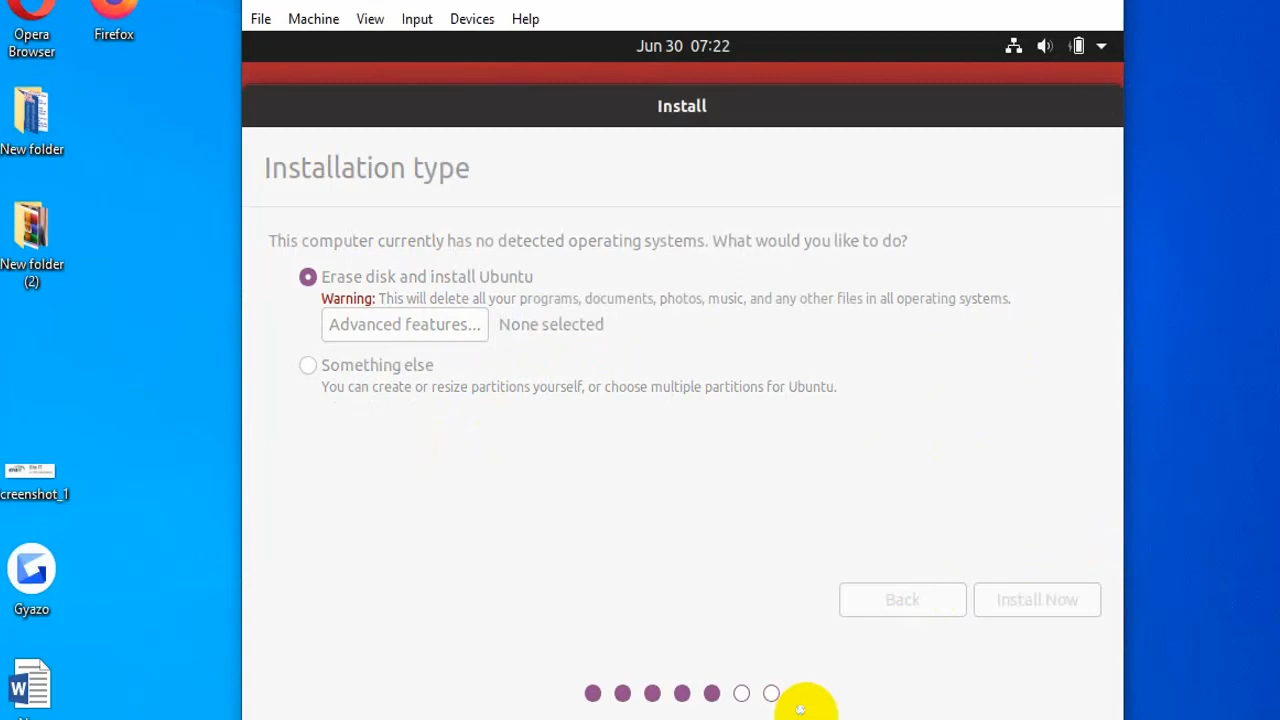 File Machine View Input Devices Help
Opera
Browser
Firefox
Jun 30 07:22
Install
New folder
Installation type
New folder
(2)
This computer currently has no detected operating systems. What would you like to do?
Erase disk and install Ubuntu
Warning: This will delete all your programs, documents, photos, music, and any other files in all operating systems.
Advanced features... None selected
Something else
You can create or resize partitions yourself, or choose multiple partitions for Ubuntu.
creenshot_1
Gyazo
Back Install Now
W